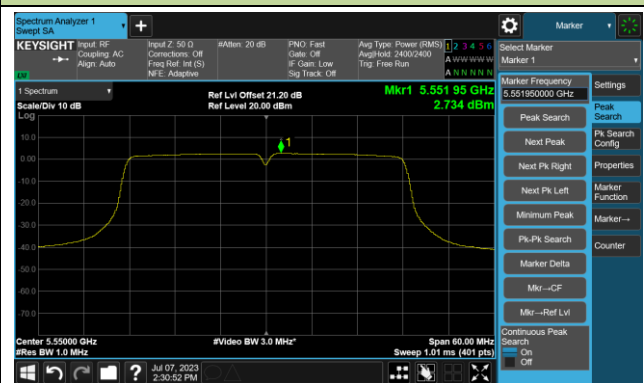 Spectrum Analyzer 1
Swept SA
+
Marker
KEYSIGHT
Input: RF
Coupling: AC
Align: Auto
Input Z: 50 Ω
Corrections: Off
Freq Ref: Int (S)
NFE: Adaptive
#Atten: 20 dB
PNO: Fast
Gate: Off
IF Gain: Low
Sig Track: Off
Avg Type: Power (RMS)
Avg|Hold: 2400/2400
Trig: Free Run
1 2 3 4 5 6
A W W W W W
A N N N N N
Select Marker
Marker 1
1 Spectrum
Scale/Div 10 dB
Log
Ref Lvl Offset 21.20 dB
Ref Level 20.00 dBm
Mkr1 5.551 95 GHz
2.734 dBm
1
10.0
0.00
-10.0
-20.0
-30.0
-40.0
-50.0
-60.0
-70.0
Center 5.55000 GHz
#Res BW 1.0 MHz
#Video BW 3.0 MHz*
Span 60.00 MHz
Sweep 1.01 ms (401 pts)
Marker Frequency
5.551950000 GHz
Peak Search
Next Peak
Next Pk Right
Next Pk Left
Minimum Peak
Pk-Pk Search
Marker Delta
Mkr→CF
Mkr→Ref Lvl
Continuous Peak
Search
On
Off
Settings
Peak
Search
Pk Search
Config
Properties
Marker
Function
Marker→
Counter
?
Jul 07, 2023
2:30:52 PM